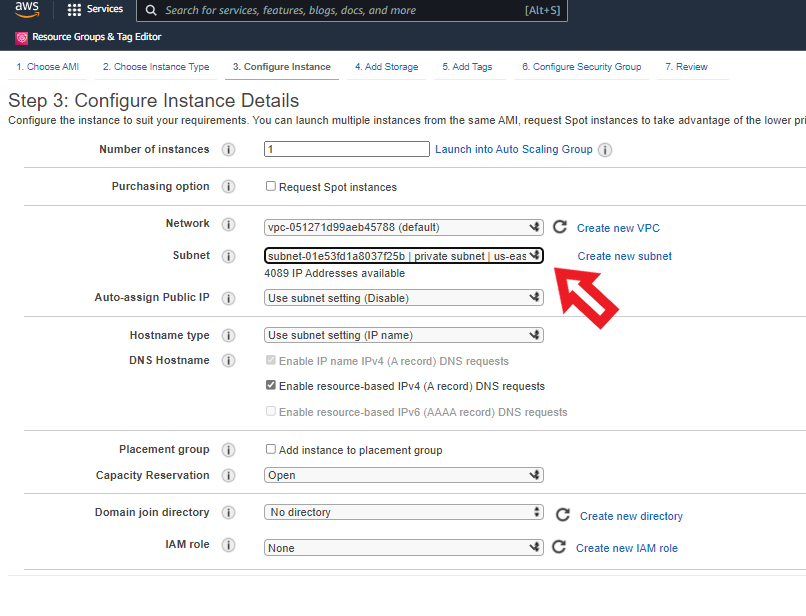 aws Services Search for services, features, blogs, docs, and more [Alt+S]
Resource Groups & Tag Editor
1. Choose AMI 2. Choose Instance Type 3. Configure Instance 4. Add Storage 5. Add Tags 6. Configure Security Group 7. Review
Step 3: Configure Instance Details
Configure the instance to suit your requirements. You can launch multiple instances from the same AMI, request Spot instances to take advantage of the lower pri
Number of instances i 1 Launch into Auto Scaling Group i
Purchasing option i Request Spot instances
Network i vpc-051271d99aeb45788 (default) Create new VPC
Subnet i subnet-01e53fd1a8037f25b | private subnet | us-eas Create new subnet
4089 IP Addresses available
Auto-assign Public IP i Use subnet setting (Disable)
Hostname type i Use subnet setting (IP name)
DNS Hostname i Enable IP name IPv4 (A record) DNS requests
Enable resource-based IPv4 (A record) DNS requests
Enable resource-based IPv6 (AAAA record) DNS requests
Placement group i Add instance to placement group
Capacity Reservation i Open
Domain join directory i No directory Create new directory
IAM role i None Create new IAM role